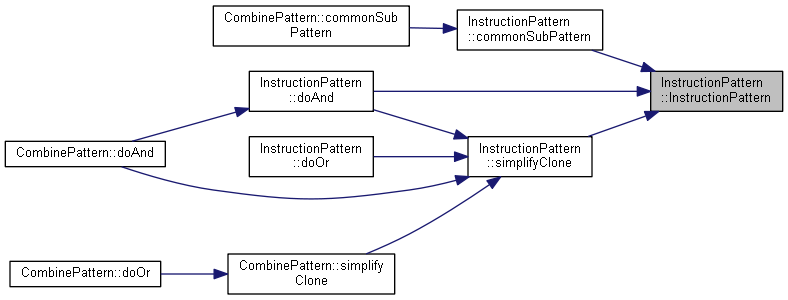 CombinePattern::commonSub
Pattern
InstructionPattern
::commonSubPattern
InstructionPattern
::InstructionPattern
InstructionPattern
::doAnd
CombinePattern::doAnd
InstructionPattern
::doOr
InstructionPattern
::simplifyClone
CombinePattern::doOr
CombinePattern::simplify
Clone